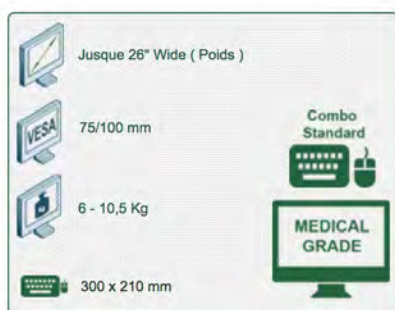 Jusque 26" Wide ( Poids )
VESA
75/100 mm
KG
6 - 10,5 Kg
300 x 210 mm
Combo
Standard
MEDICAL
GRADE